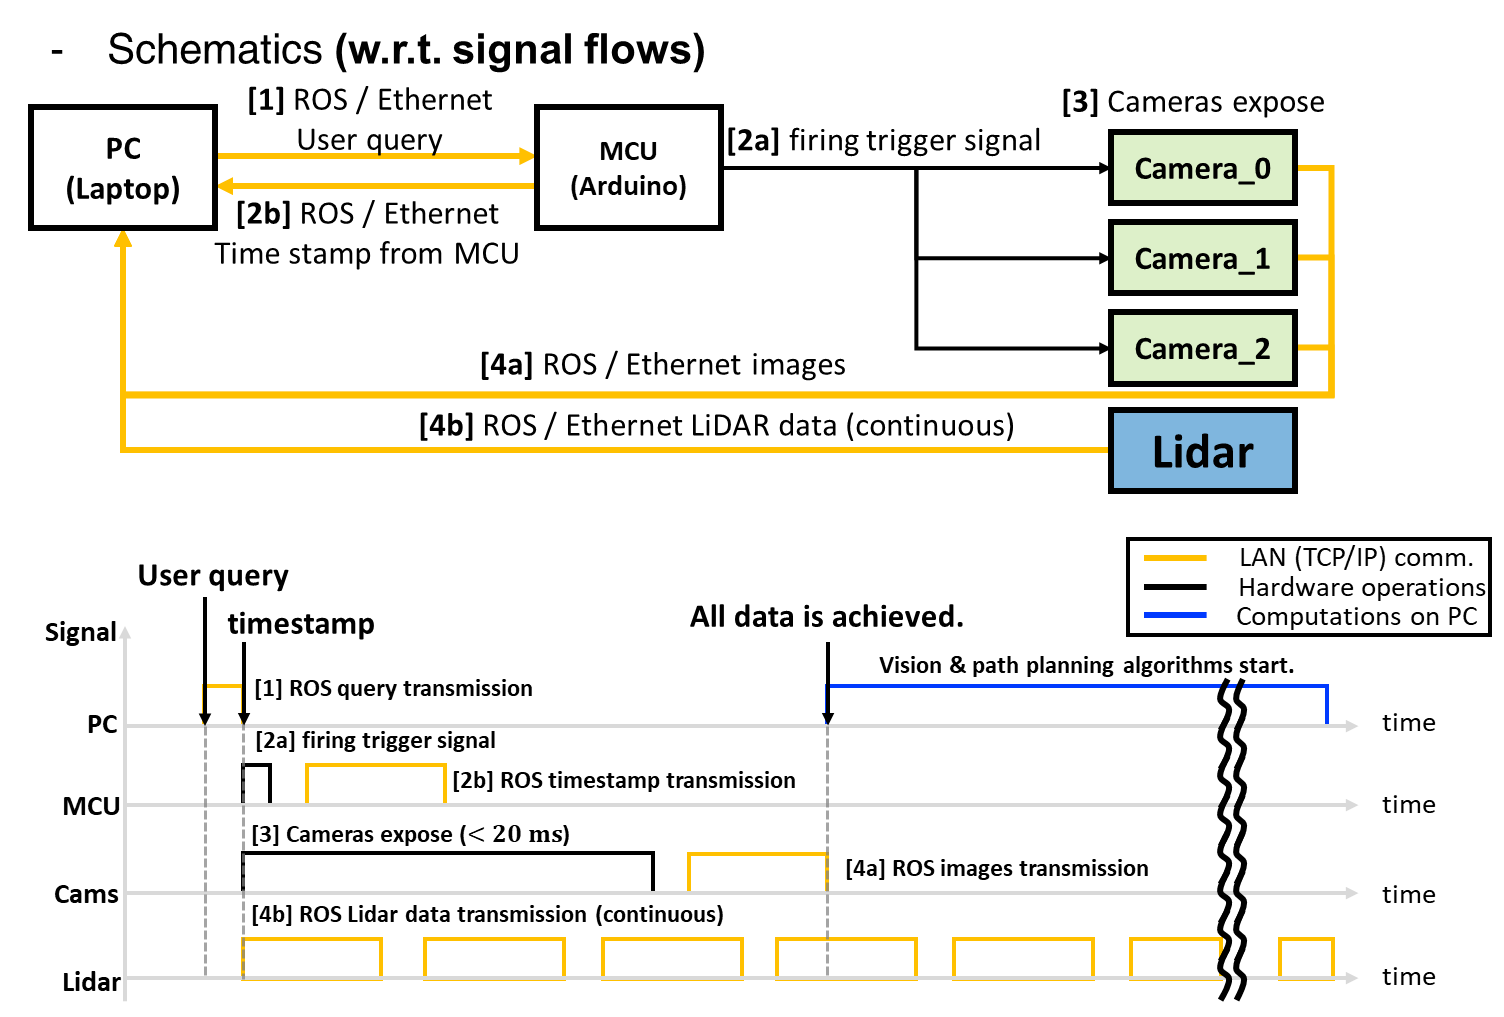 - Schematics (w.r.t. signal flows)
[1] ROS / Ethernet
User query
PC
(Laptop)
MCU
(Arduino)
[2a] firing trigger signal
[3] Cameras expose
Camera_0
[2b] ROS / Ethernet
Time stamp from MCU
Camera_1
Camera_2
[4a] ROS / Ethernet images
[4b] ROS / Ethernet LiDAR data (continuous)
Lidar
LAN (TCP/IP) comm.
Hardware operations
Computations on PC
User query
timestamp
All data is achieved.
Signal
Vision & path planning algorithms start.
[1] ROS query transmission
PC
time
[2a] firing trigger signal
[2b] ROS timestamp transmission
MCU
time
[3] Cameras expose (< 20 ms)
[4a] ROS images transmission
Cams
time
[4b] ROS Lidar data transmission (continuous)
Lidar
time